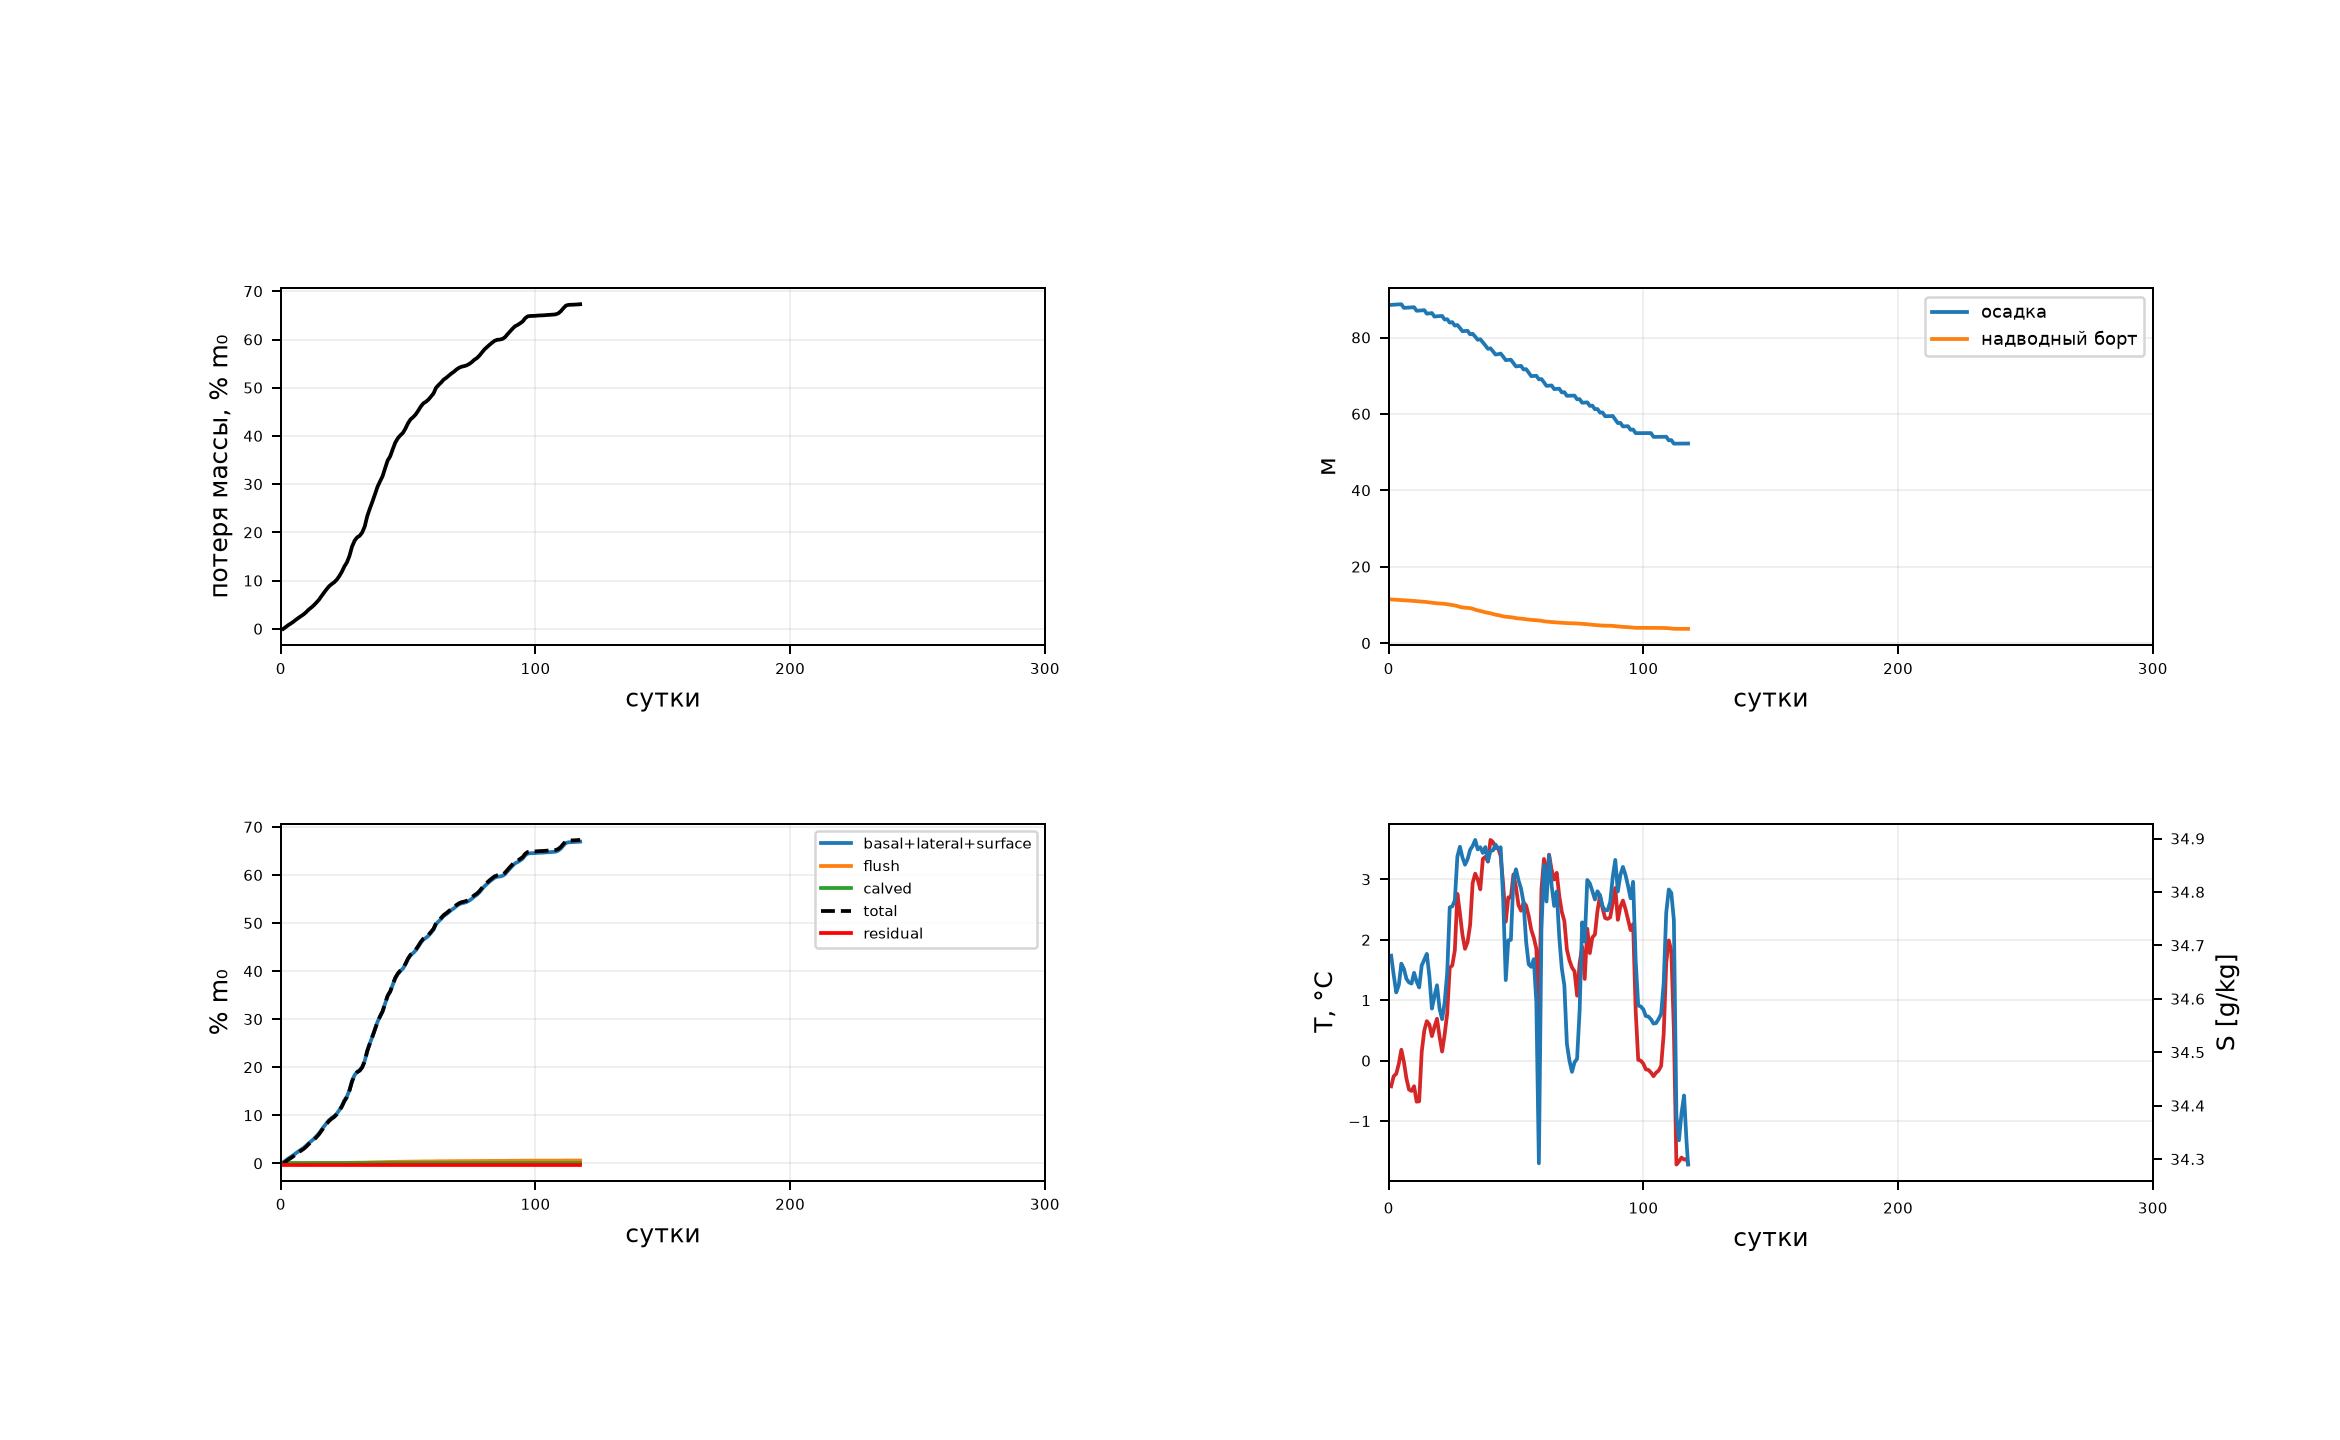 70
60
50
40
30
20
10
0
потеря массы, % m₀
0 100 200 300
сутки
80
60
40
20
0
м
осадка
надводный борт
0 100 200 300
сутки
70
60
50
40
30
20
10
0
% m₀
basal+lateral+surface
flush
calved
total
residual
0 100 200 300
сутки
3
2
1
0
−1
T, °C
34.9
34.8
34.7
34.6
34.5
34.4
34.3
S [g/kg]
0 100 200 300
сутки